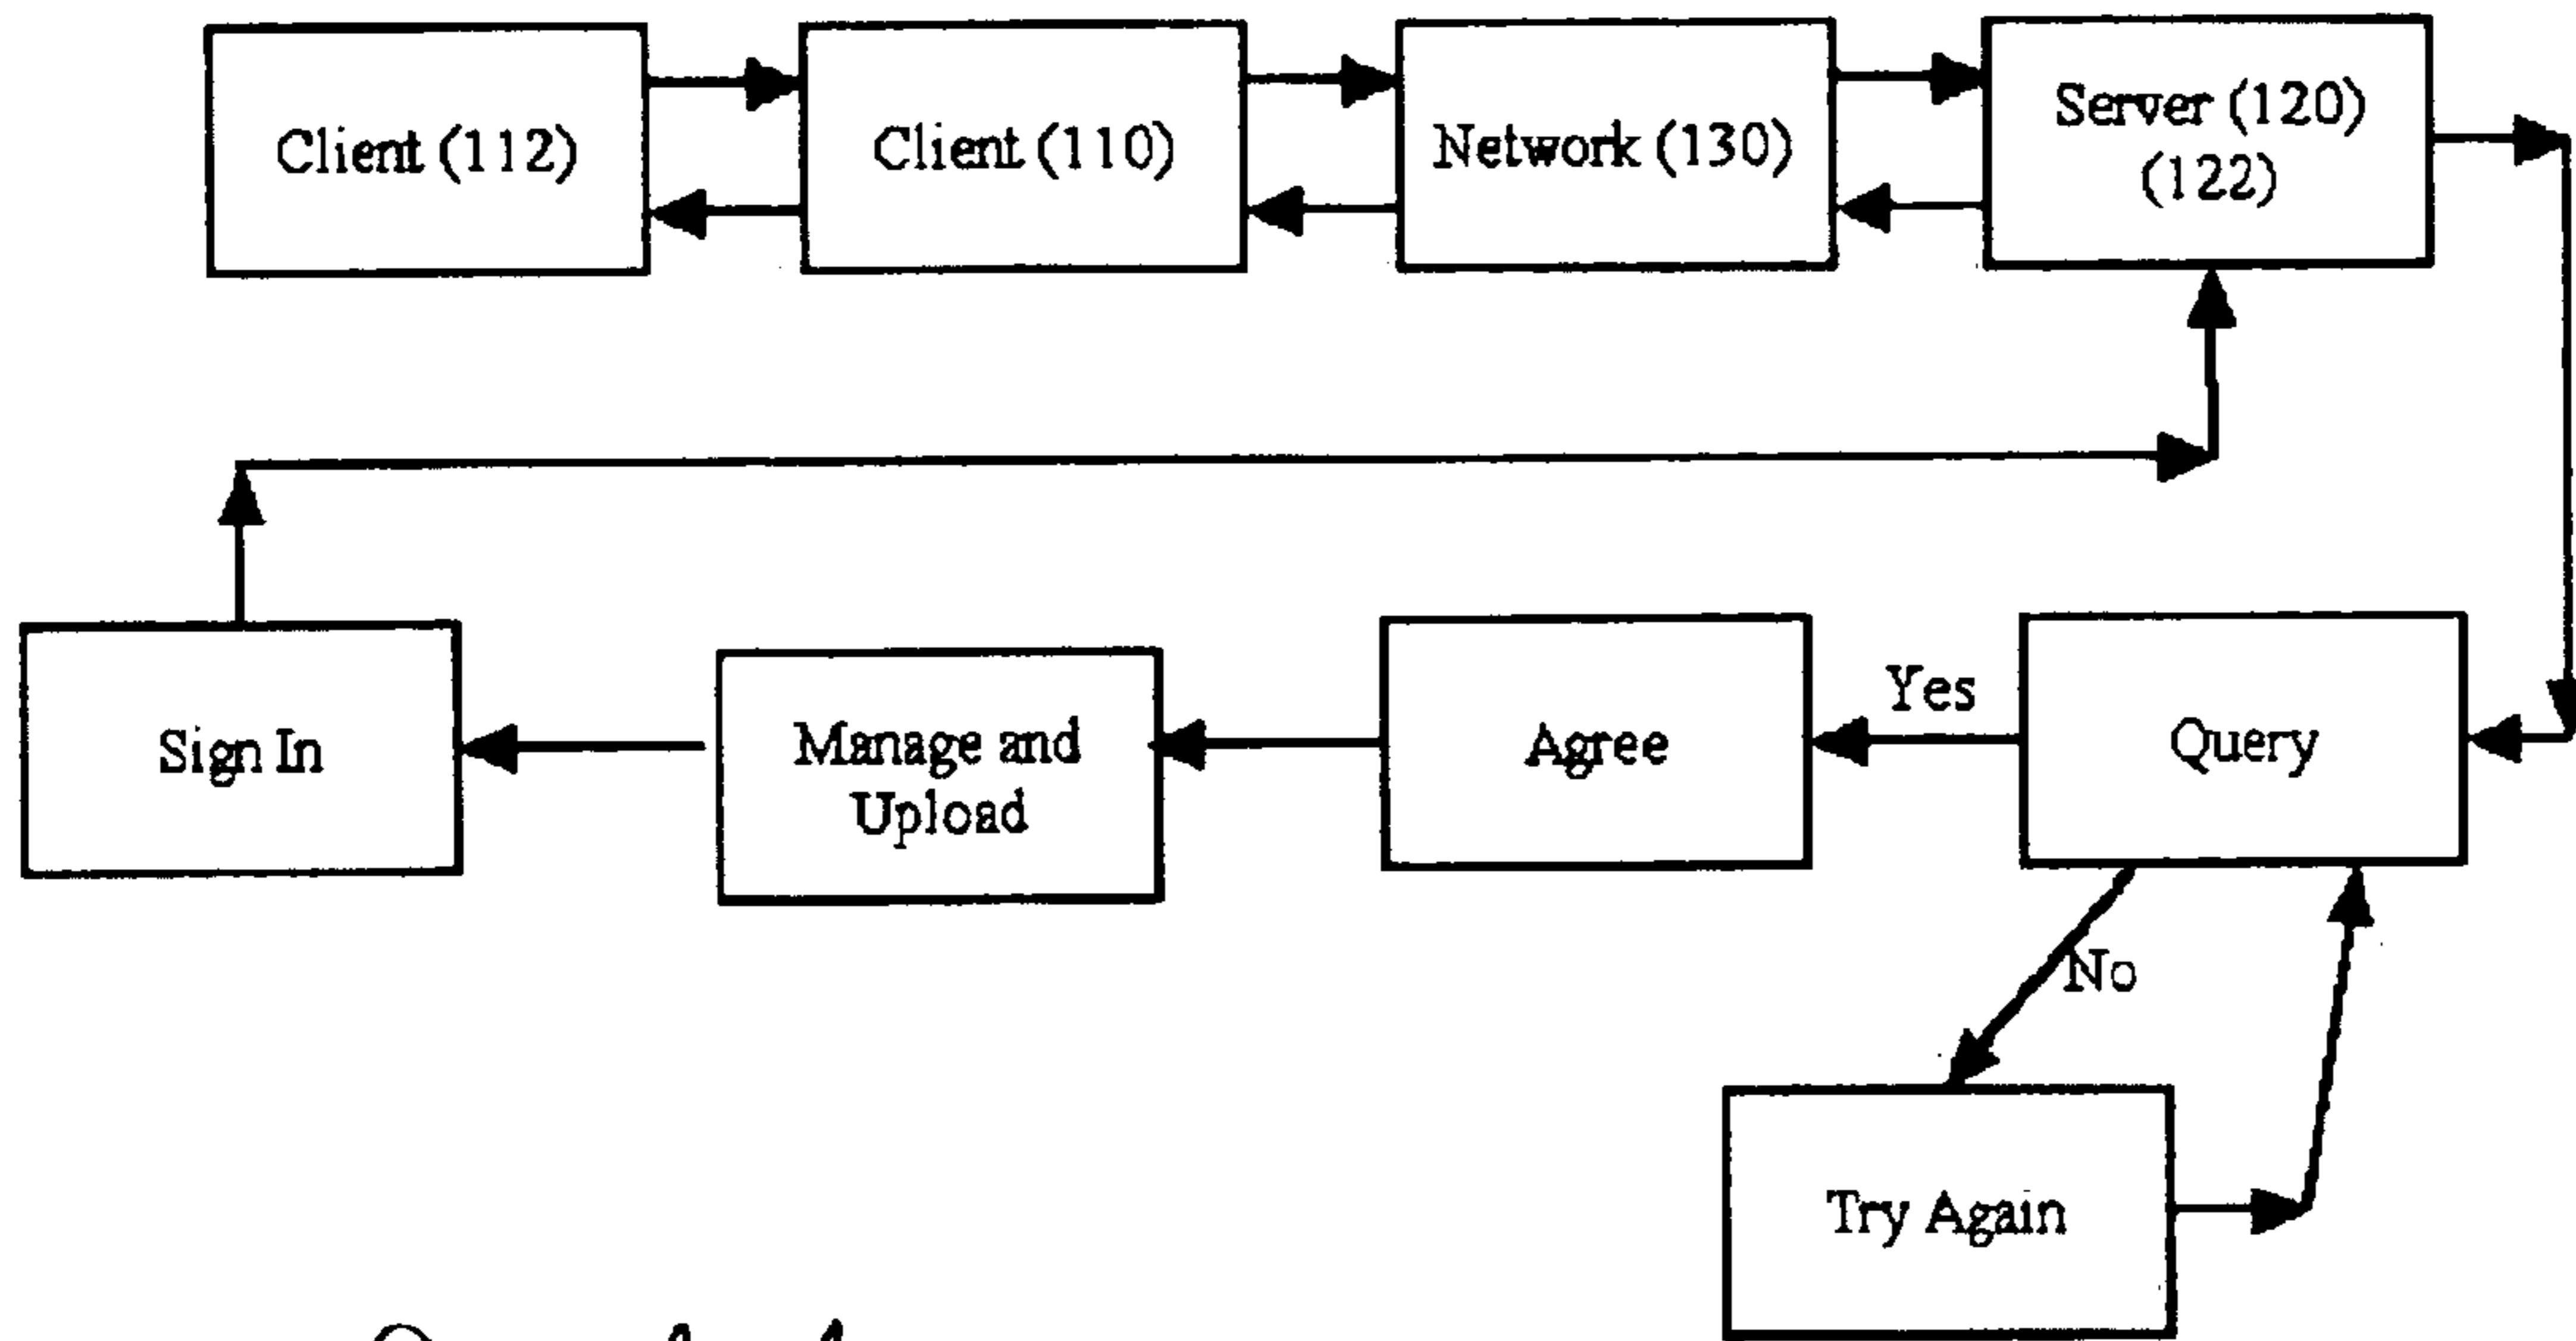 Client (112)
Client (110)
Network (130)
Server (120)
(122)
Sign In
Manage and
Upload
Agree
Yes
Query
No
Try Again